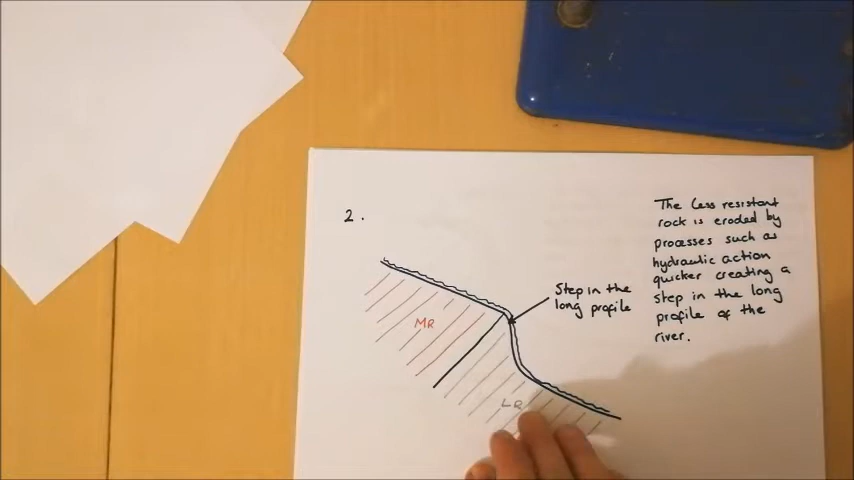 2.
The less resistant
rock is eroded by
processes such as
hydraulic action
quicker creating a
step in the long
profile of the
river.
Step in the
long profile
MR
LR